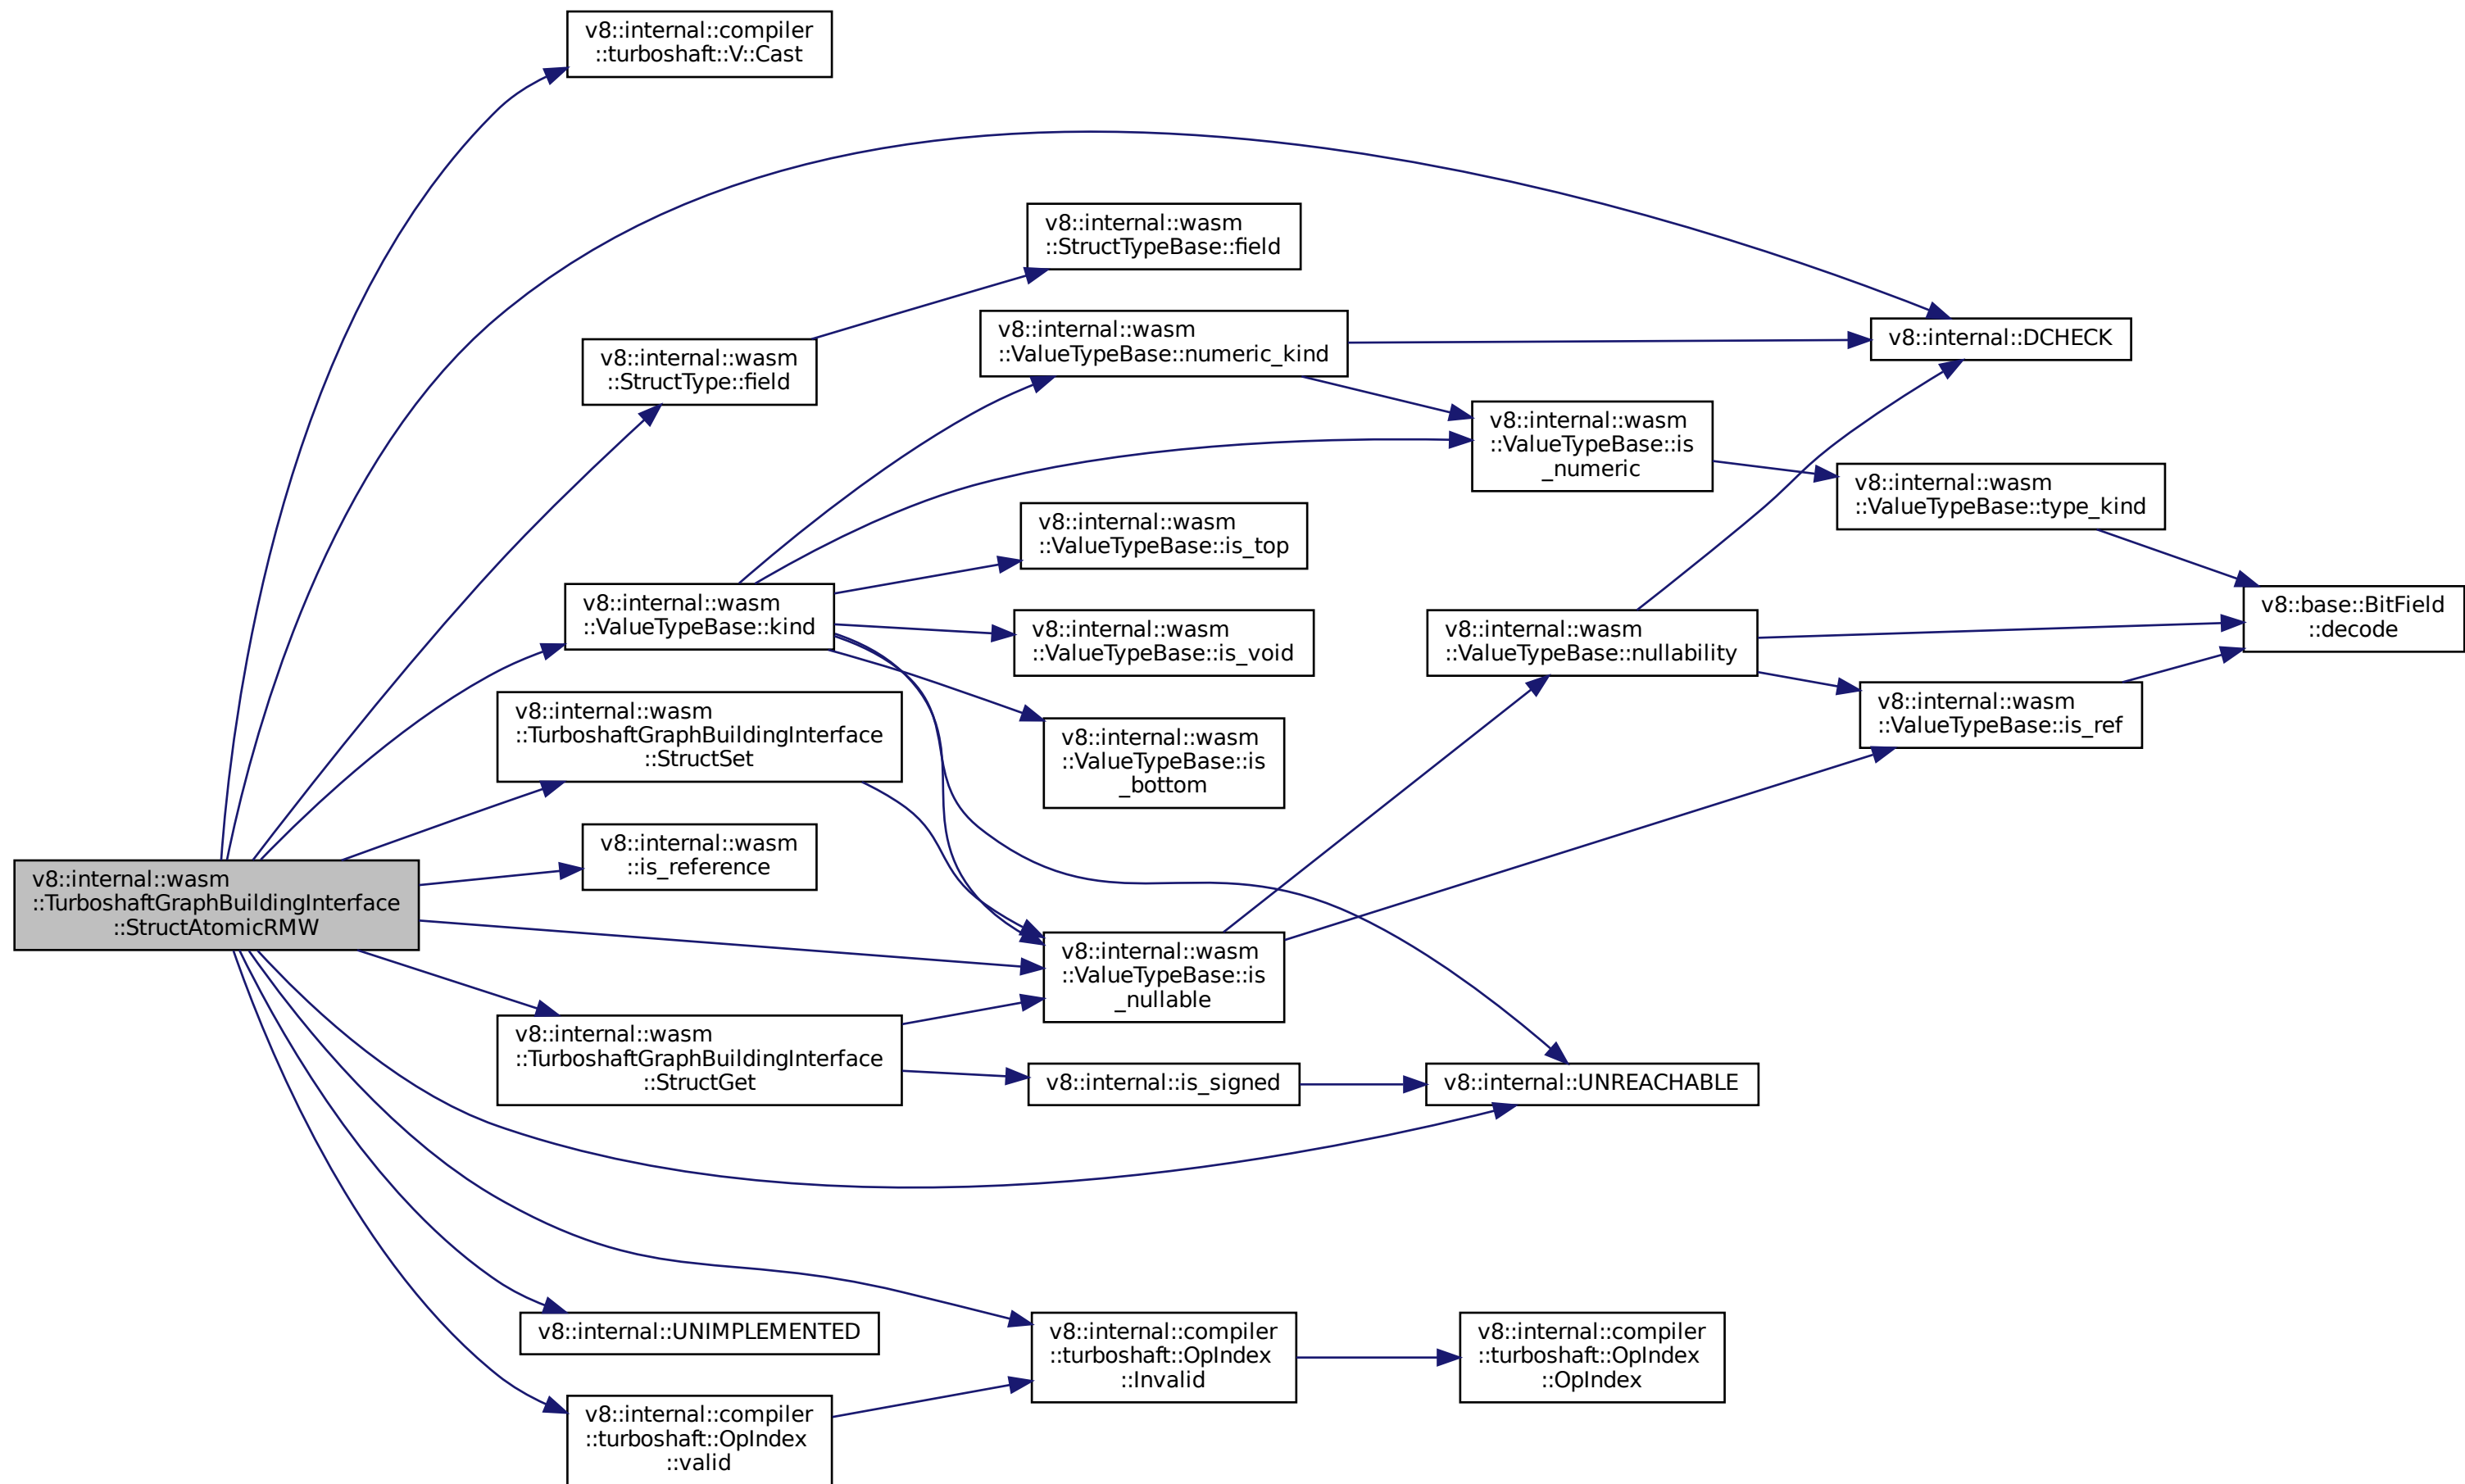 v8::internal::compiler
::turboshaft::V::Cast
v8::internal::wasm
::StructTypeBase::field
v8::internal::wasm
::ValueTypeBase::numeric_kind
v8::internal::DCHECK
v8::internal::wasm
::StructType::field
v8::internal::wasm
::ValueTypeBase::is
_numeric
v8::internal::wasm
::ValueTypeBase::type_kind
v8::internal::wasm
::ValueTypeBase::is_top
v8::internal::wasm
::ValueTypeBase::kind
v8::internal::wasm
::ValueTypeBase::is_void
v8::internal::wasm
::ValueTypeBase::nullability
v8::base::BitField
::decode
v8::internal::wasm
::TurboshaftGraphBuildingInterface
::StructSet
v8::internal::wasm
::ValueTypeBase::is
_bottom
v8::internal::wasm
::ValueTypeBase::is_ref
v8::internal::wasm
::is_reference
v8::internal::wasm
::TurboshaftGraphBuildingInterface
::StructAtomicRMW
v8::internal::wasm
::ValueTypeBase::is
_nullable
v8::internal::wasm
::TurboshaftGraphBuildingInterface
::StructGet
v8::internal::is_signed
v8::internal::UNREACHABLE
v8::internal::UNIMPLEMENTED
v8::internal::compiler
::turboshaft::OpIndex
::Invalid
v8::internal::compiler
::turboshaft::OpIndex
::OpIndex
v8::internal::compiler
::turboshaft::OpIndex
::valid